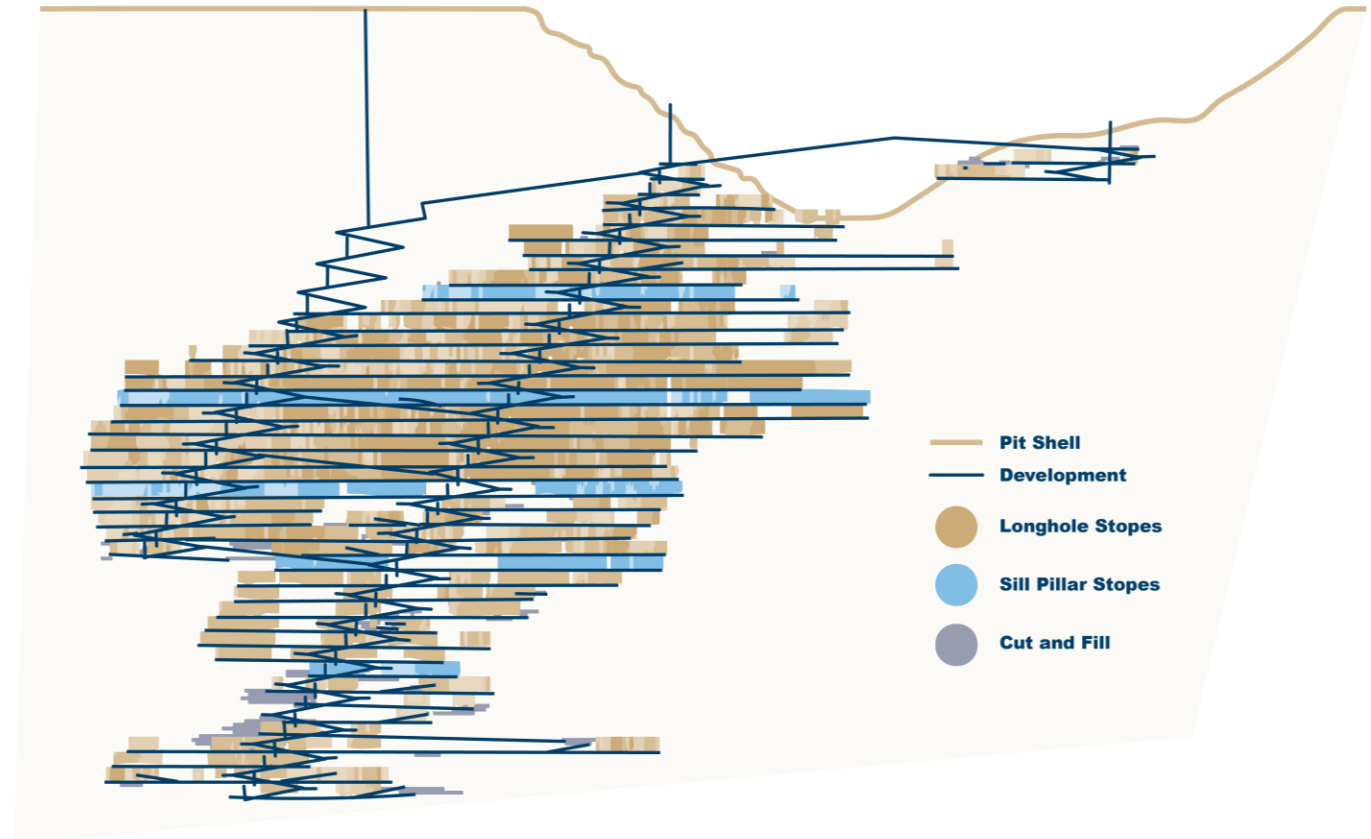 Pit Shell
Development
Longhole Stopes
Sill Pillar Stopes
Cut and Fill